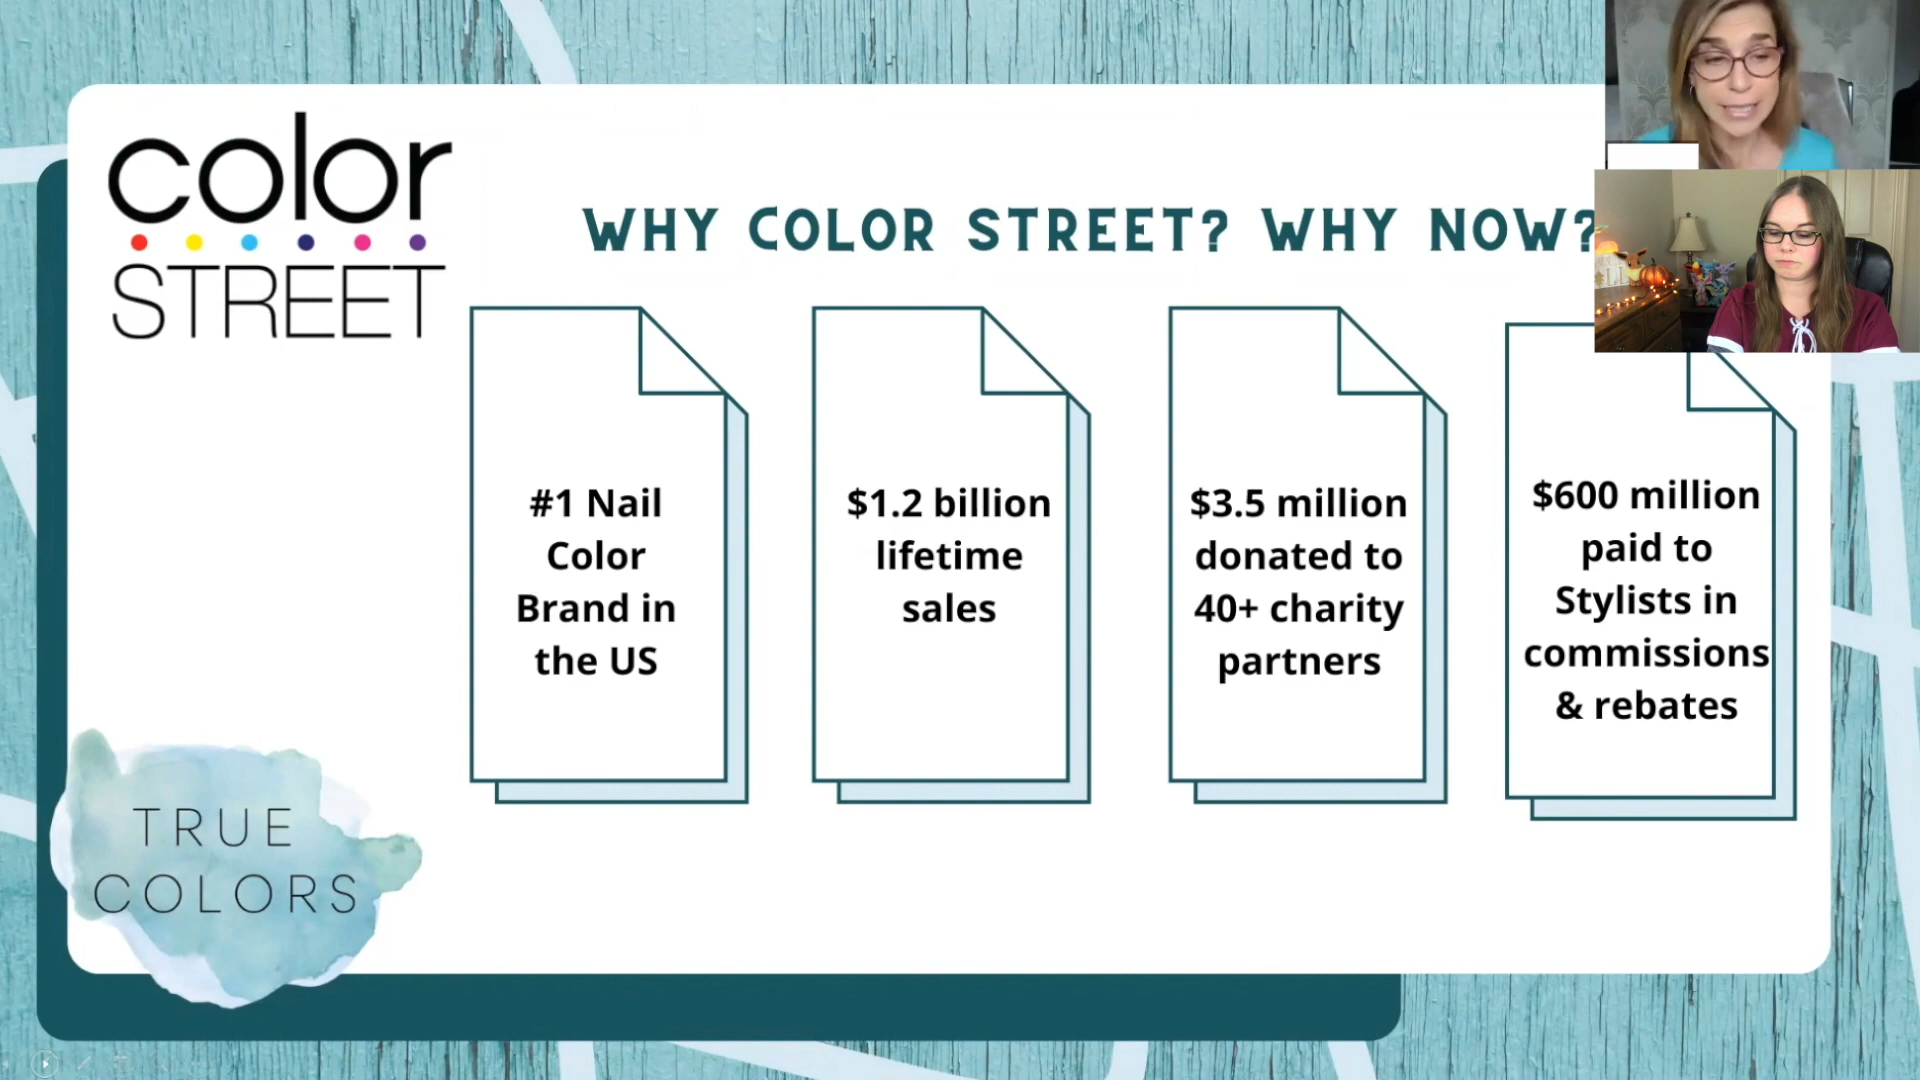 color
STREET
WHY COLOR STREET? WHY NOW?
#1 Nail
Color
Brand in
the US
$1.2 billion
lifetime
sales
$3.5 million
donated to
40+ charity
partners
$600 million
paid to
Stylists in
commissions
& rebates
TRUE
COLORS